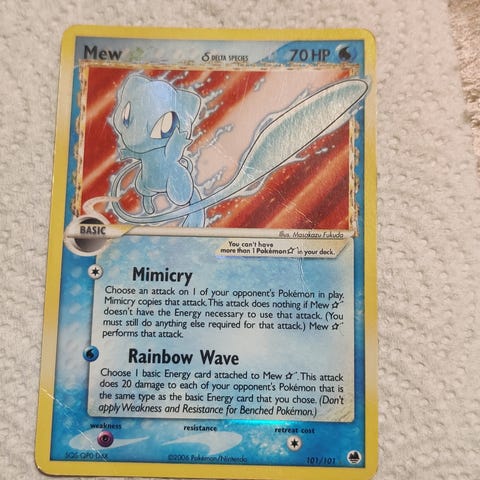 Mew ☆ δ DELTA SPECIES 70 HP
Illus. Masakazu Fukuda
BASIC
You can't have
more than 1 Pokémon ☆ in your deck.
Mimicry
Choose an attack on 1 of your opponent's Pokémon in play.
Mimicry copies that attack. This attack does nothing if Mew ☆
doesn't have the Energy necessary to use that attack. (You
must still do anything else required for that attack.) Mew ☆
performs that attack.
Rainbow Wave
Choose 1 basic Energy card attached to Mew ☆. This attack
does 20 damage to each of your opponent's Pokémon that is
the same type as the basic Energy card that you chose. (Don't
apply Weakness and Resistance for Benched Pokémon.)
weakness resistance retreat cost
©2006 Pokémon/Nintendo 101/101